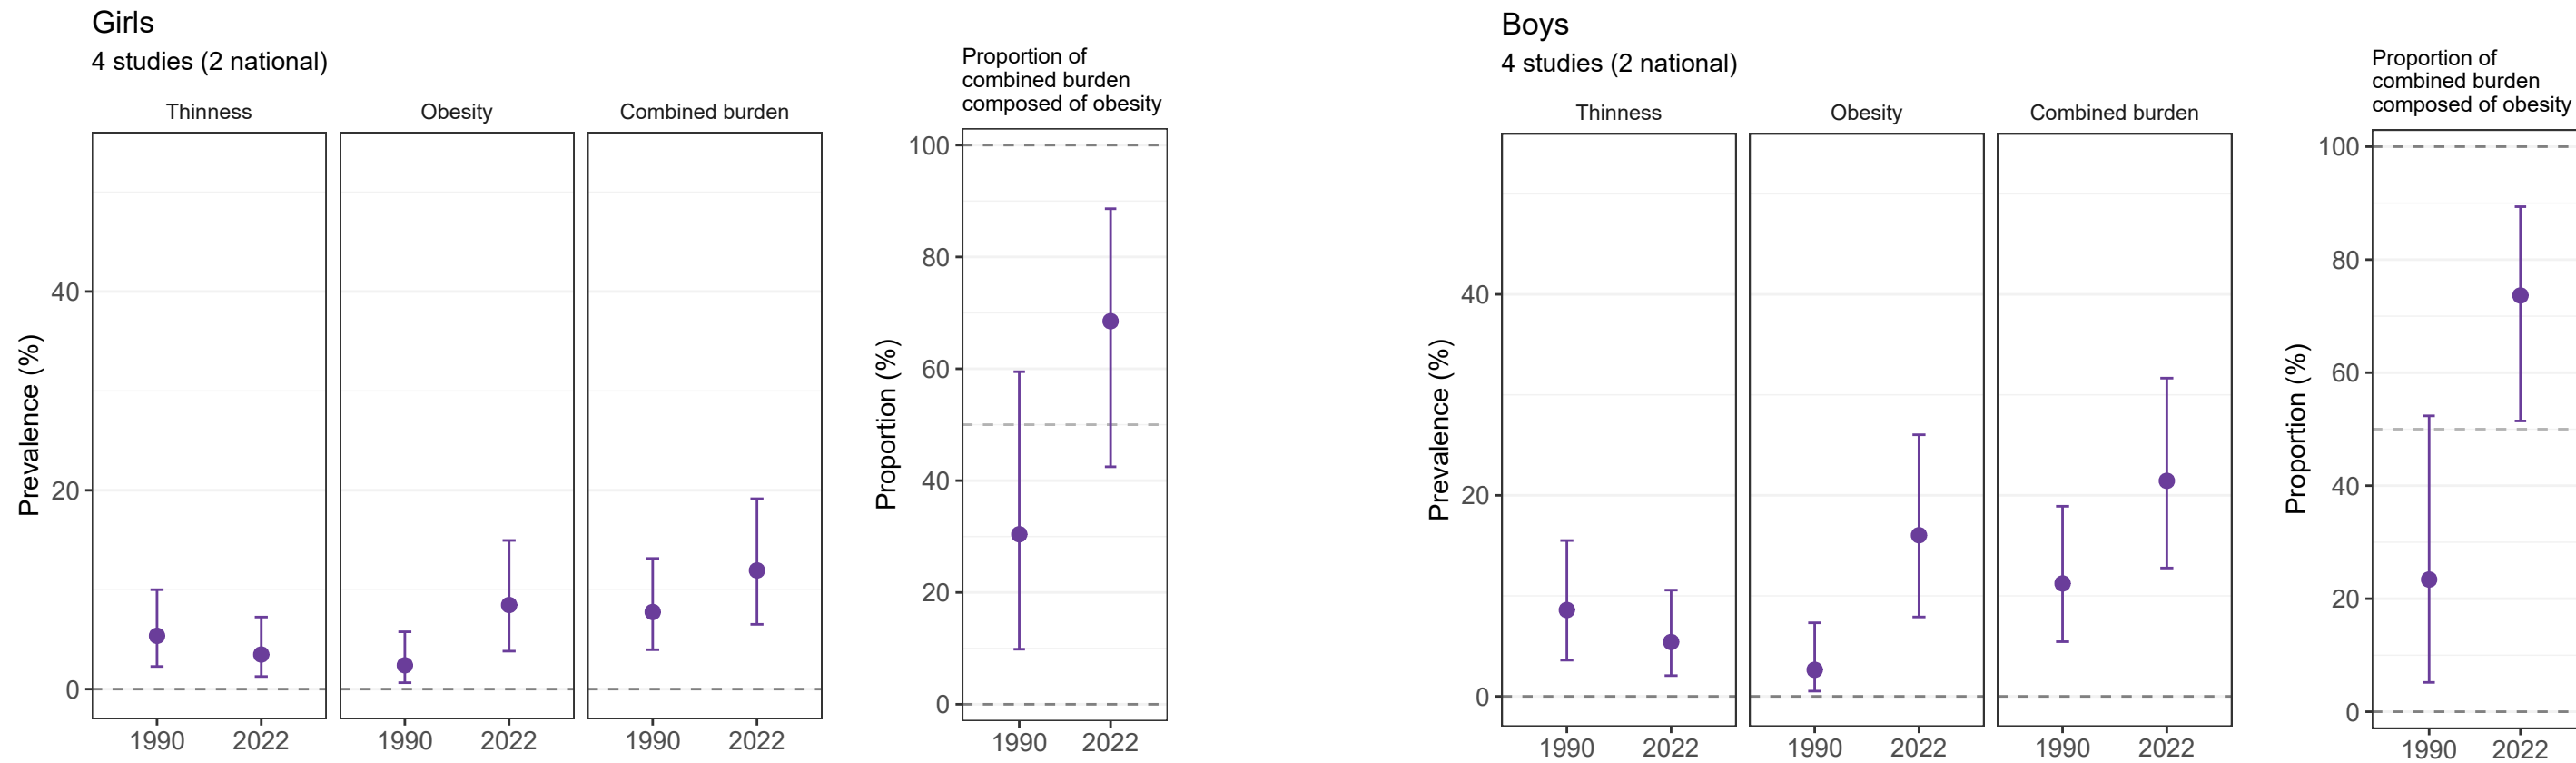 Girls
4 studies (2 national)
Thinness
Obesity
Combined burden
Prevalence (%)
40
20
0
1990
2022
1990
2022
1990
2022
Proportion of
combined burden
composed of obesity
Proportion (%)
100
80
60
40
20
0
1990
2022
Boys
4 studies (2 national)
Thinness
Obesity
Combined burden
Prevalence (%)
40
20
0
1990
2022
1990
2022
1990
2022
Proportion of
combined burden
composed of obesity
Proportion (%)
100
80
60
40
20
0
1990
2022